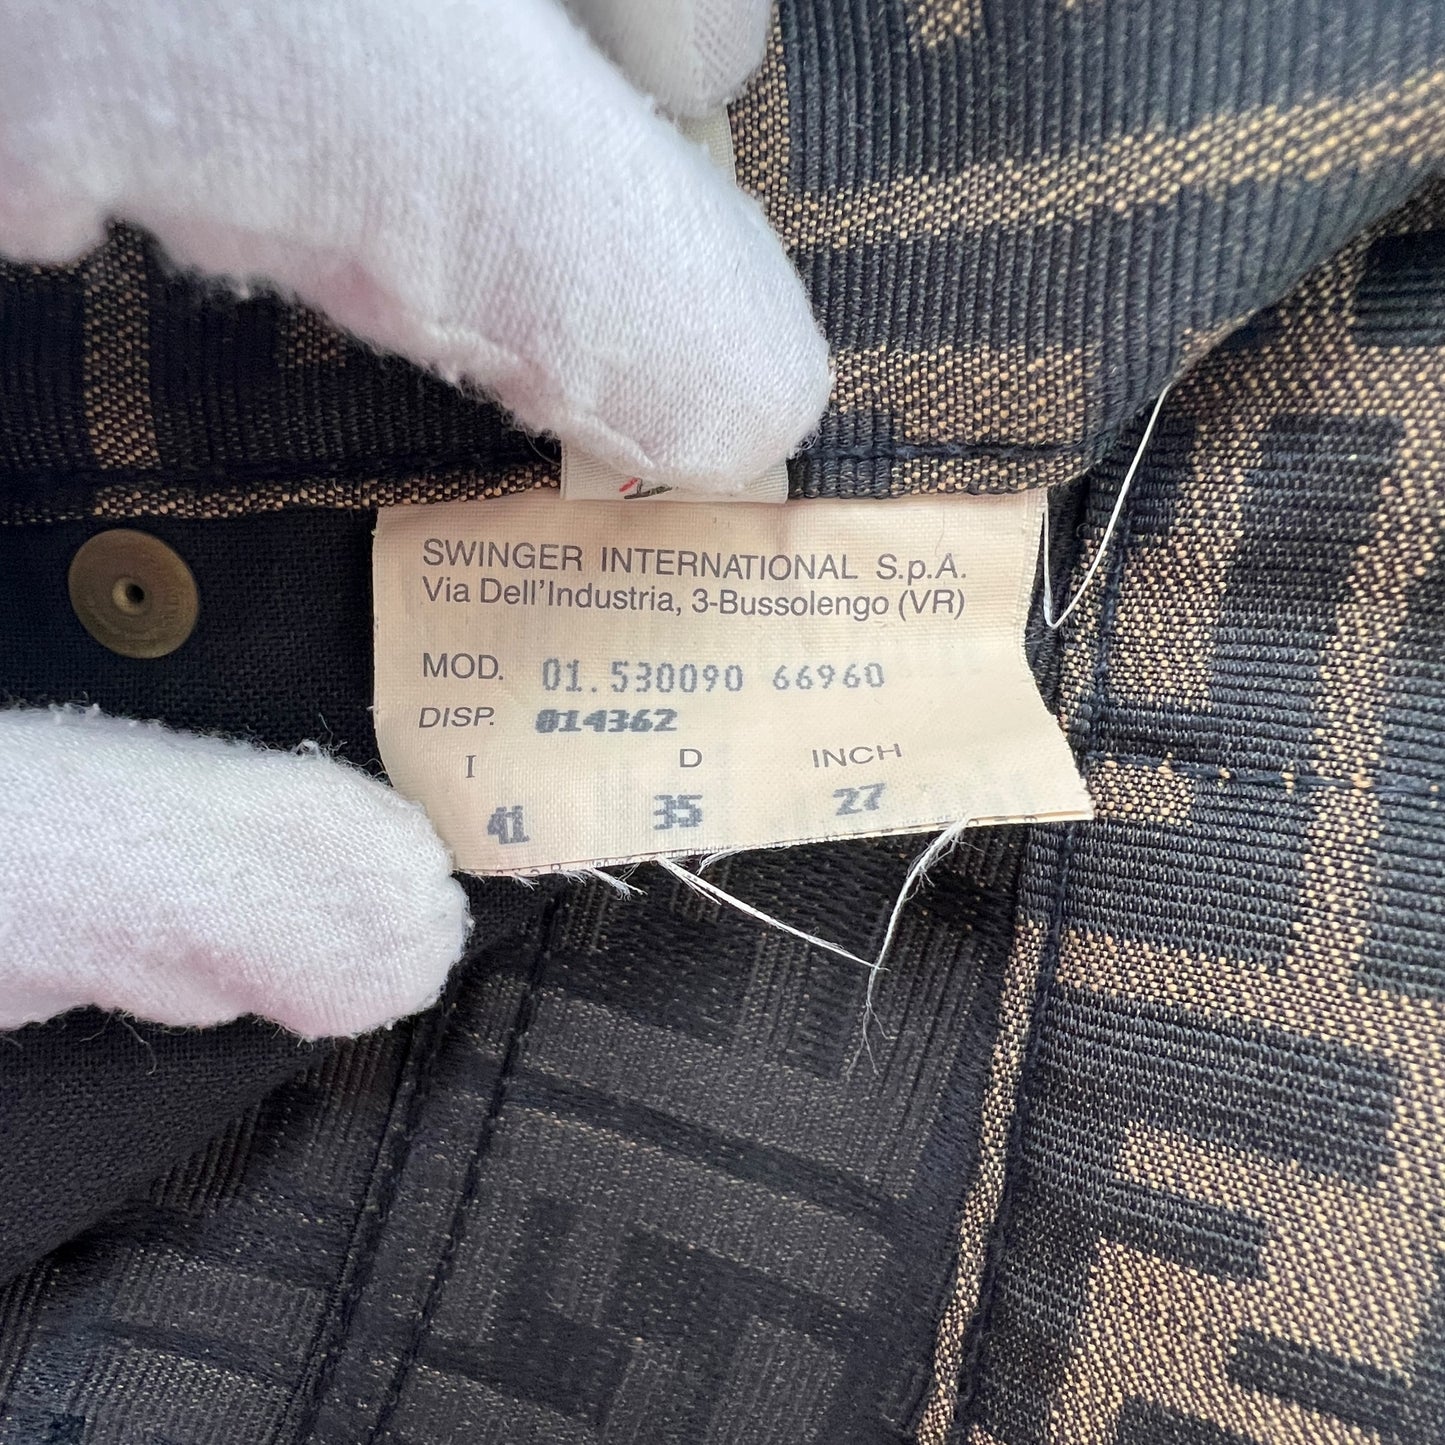 SWINGER INTERNATIONAL S.p.A.
Via Dell'Industria, 3-Bussolengo (VR)
MOD. 01.530090 66960
DISP. 014362
I D INCH
41 35 27